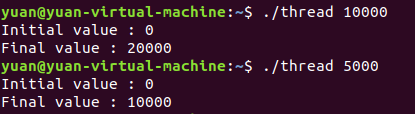 yuan@yuan-virtual-machine:~$ ./thread 10000
Initial value : 0
Final value : 20000
yuan@yuan-virtual-machine:~$ ./thread 5000
Initial value : 0
Final value : 10000